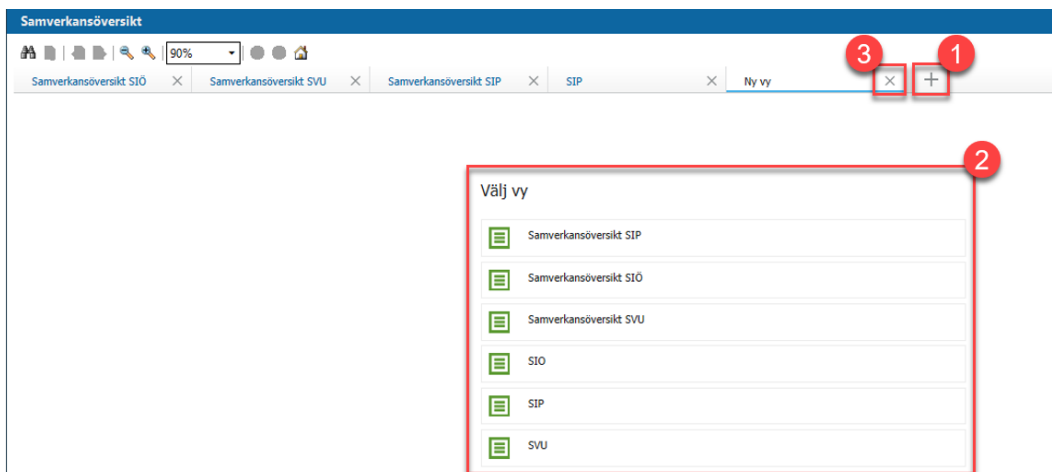 Samverkansöversikt
90%
3 1
Samverkansöversikt SIÖ Samverkansöversikt SVU Samverkansöversikt SIP SIP Ny vy
2
Välj vy
Samverkansöversikt SIP
Samverkansöversikt SIÖ
Samverkansöversikt SVU
SIO
SIP
SVU